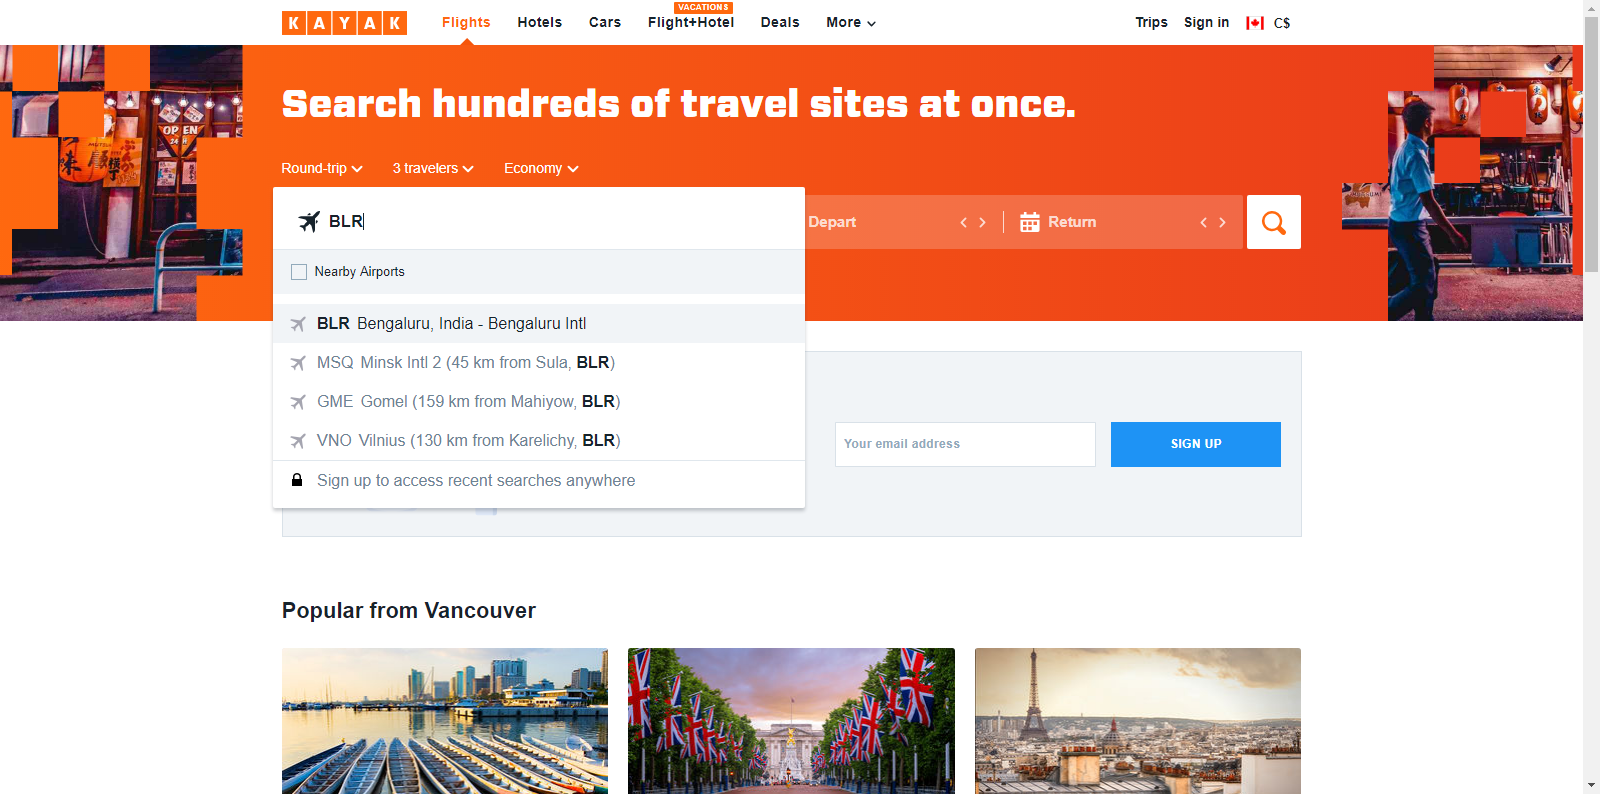 KAYAK
Flights
Hotels
Cars
VACATIONS
Flight+Hotel
Deals
More
Trips
Sign in
C$
Search hundreds of travel sites at once.
Round-trip
3 travelers
Economy
BLR
Depart
Return
Nearby Airports
BLR Bengaluru, India - Bengaluru Intl
MSQ Minsk Intl 2 (45 km from Sula, BLR)
GME Gomel (159 km from Mahiyow, BLR)
VNO Vilnius (130 km from Karelichy, BLR)
Sign up to access recent searches anywhere
Your email address
SIGN UP
Popular from Vancouver
OPEN